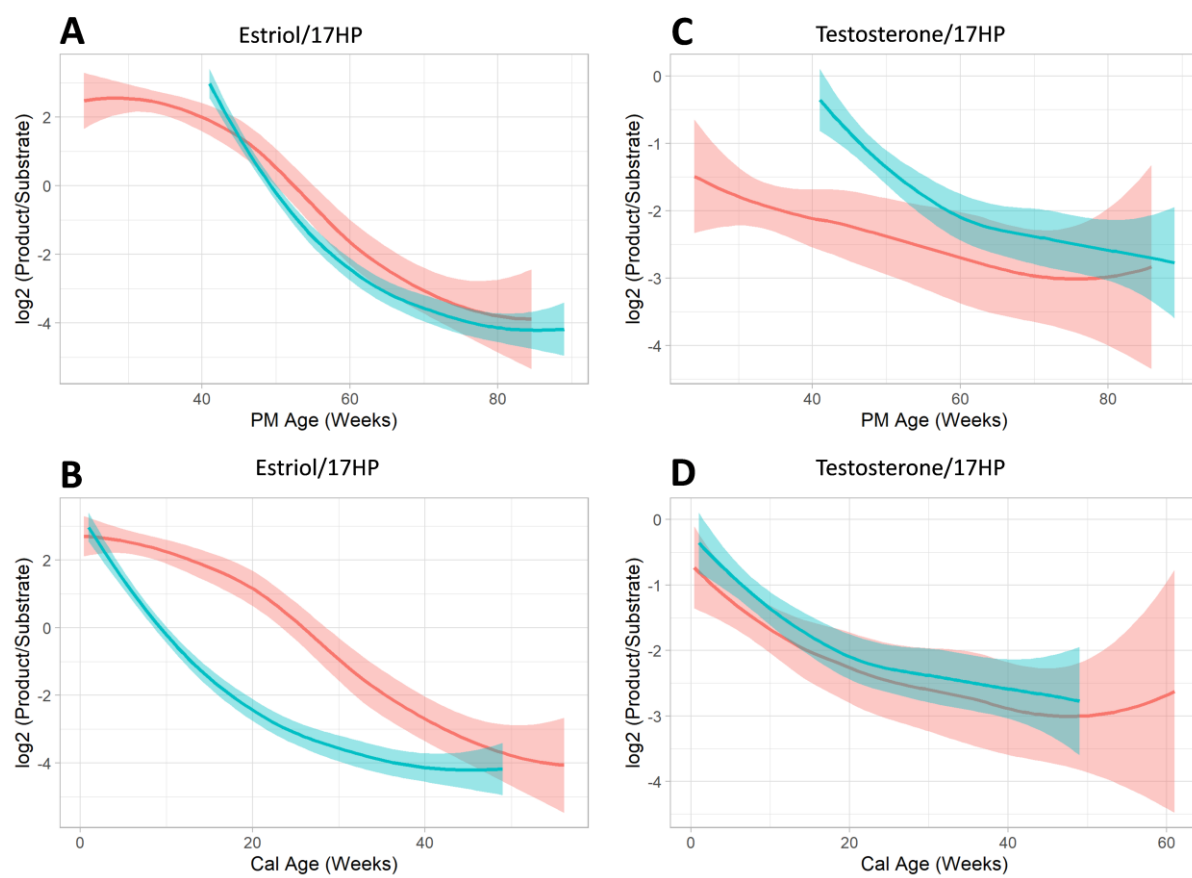 A
Estriol/17HP
log2 (Product/Substrate)
2
0
-2
-4
40 60 80
PM Age (Weeks)
C
Testosterone/17HP
log2 (Product/Substrate)
0
-1
-2
-3
-4
40 60 80
PM Age (Weeks)
B
Estriol/17HP
log2 (Product/Substrate)
2
0
-2
-4
0 20 40
Cal Age (Weeks)
D
Testosterone/17HP
log2 (Product/Substrate)
0
-1
-2
-3
-4
0 20 40 60
Cal Age (Weeks)